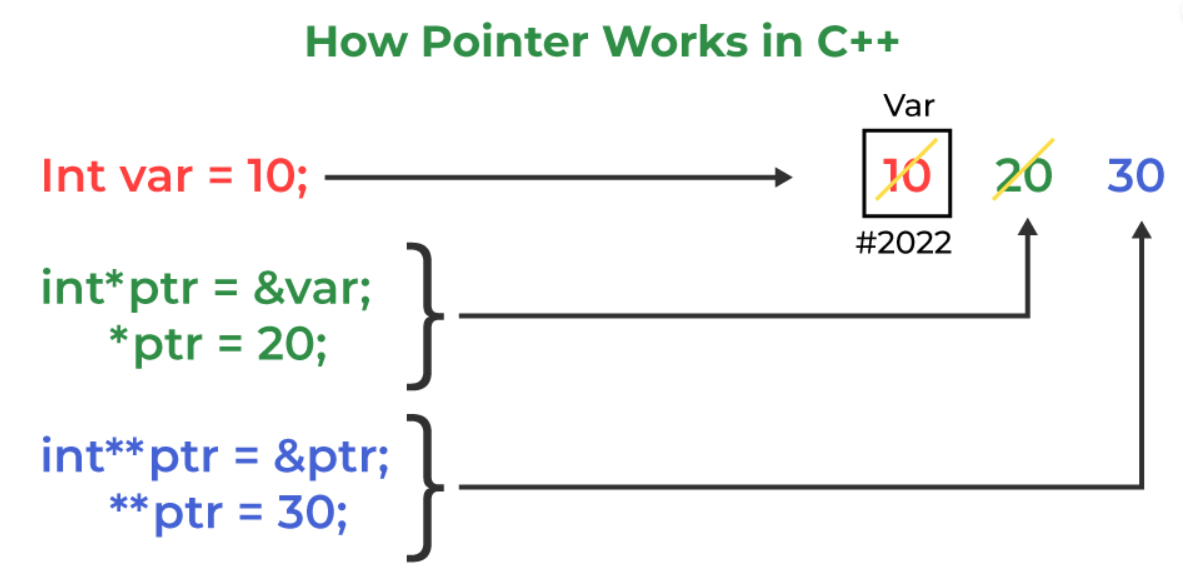 How Pointer Works in C++
Var
Int var = 10;
10 20 30
#2022
int*ptr = &var;
*ptr = 20;
int**ptr = &ptr;
**ptr = 30;